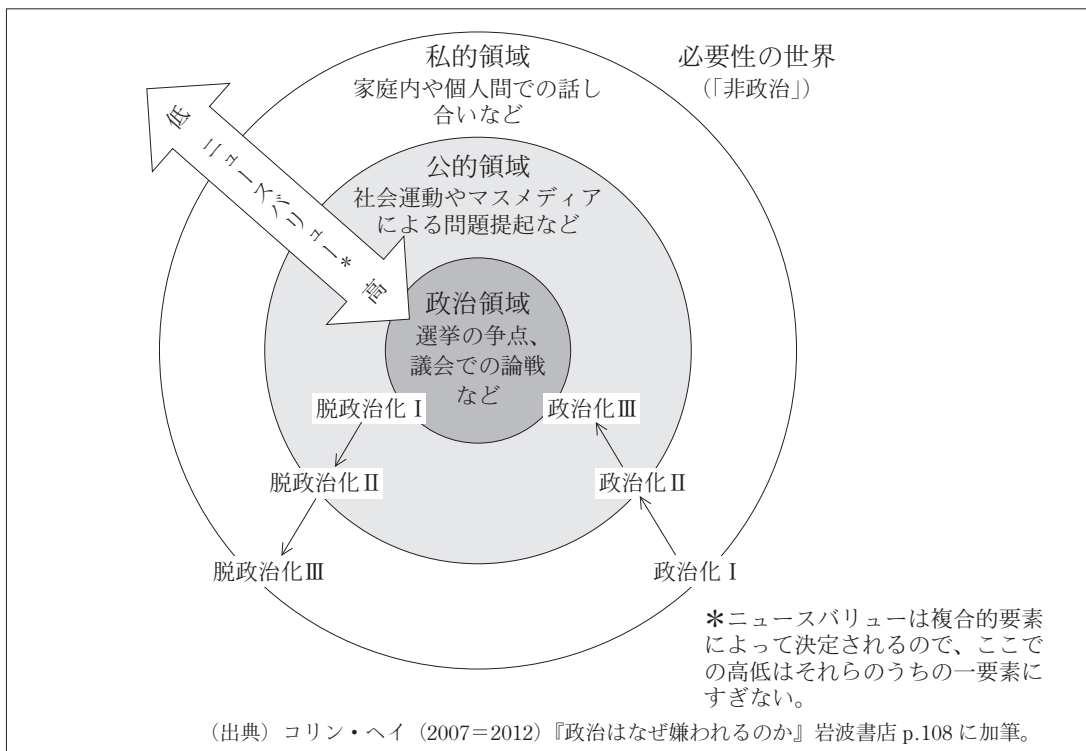 私的領域
家庭内や個人間での話し
合いなど
必要性の世界
（「非政治」）
低 ニュースバリュー* 高
公的領域
社会運動やマスメディア
による問題提起など
政治領域
選挙の争点、
議会での論戦
など
脱政治化Ⅰ
政治化Ⅲ
脱政治化Ⅱ
政治化Ⅱ
脱政治化Ⅲ
政治化Ⅰ
＊ニュースバリューは複合的要素
によって決定されるので、ここで
の高低はそれらのうちの一要素に
すぎない。
（出典）コリン・ヘイ（2007＝2012）『政治はなぜ嫌われるのか』岩波書店 p.108 に加筆。